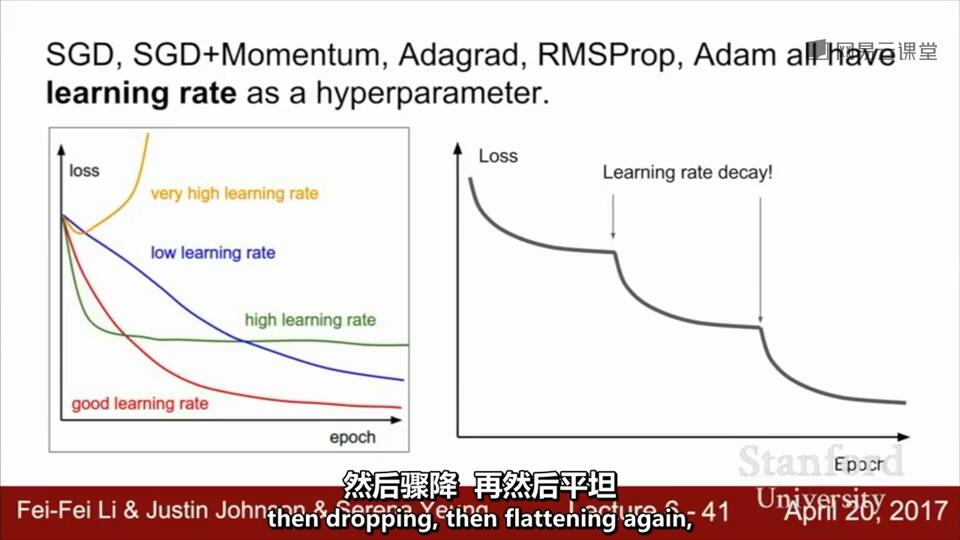 SGD, SGD+Momentum, Adagrad, RMSProp, Adam all have
learning rate as a hyperparameter.
网易云课堂
loss
very high learning rate
low learning rate
high learning rate
good learning rate
epoch
Loss
Learning rate decay!
Epoch
Stanford
University
然后骤降 再然后平坦
then dropping, then flattening again,
Fei-Fei Li & Justin Johnson & Serena Yeung
Lecture 6 - 41
April 20, 2017